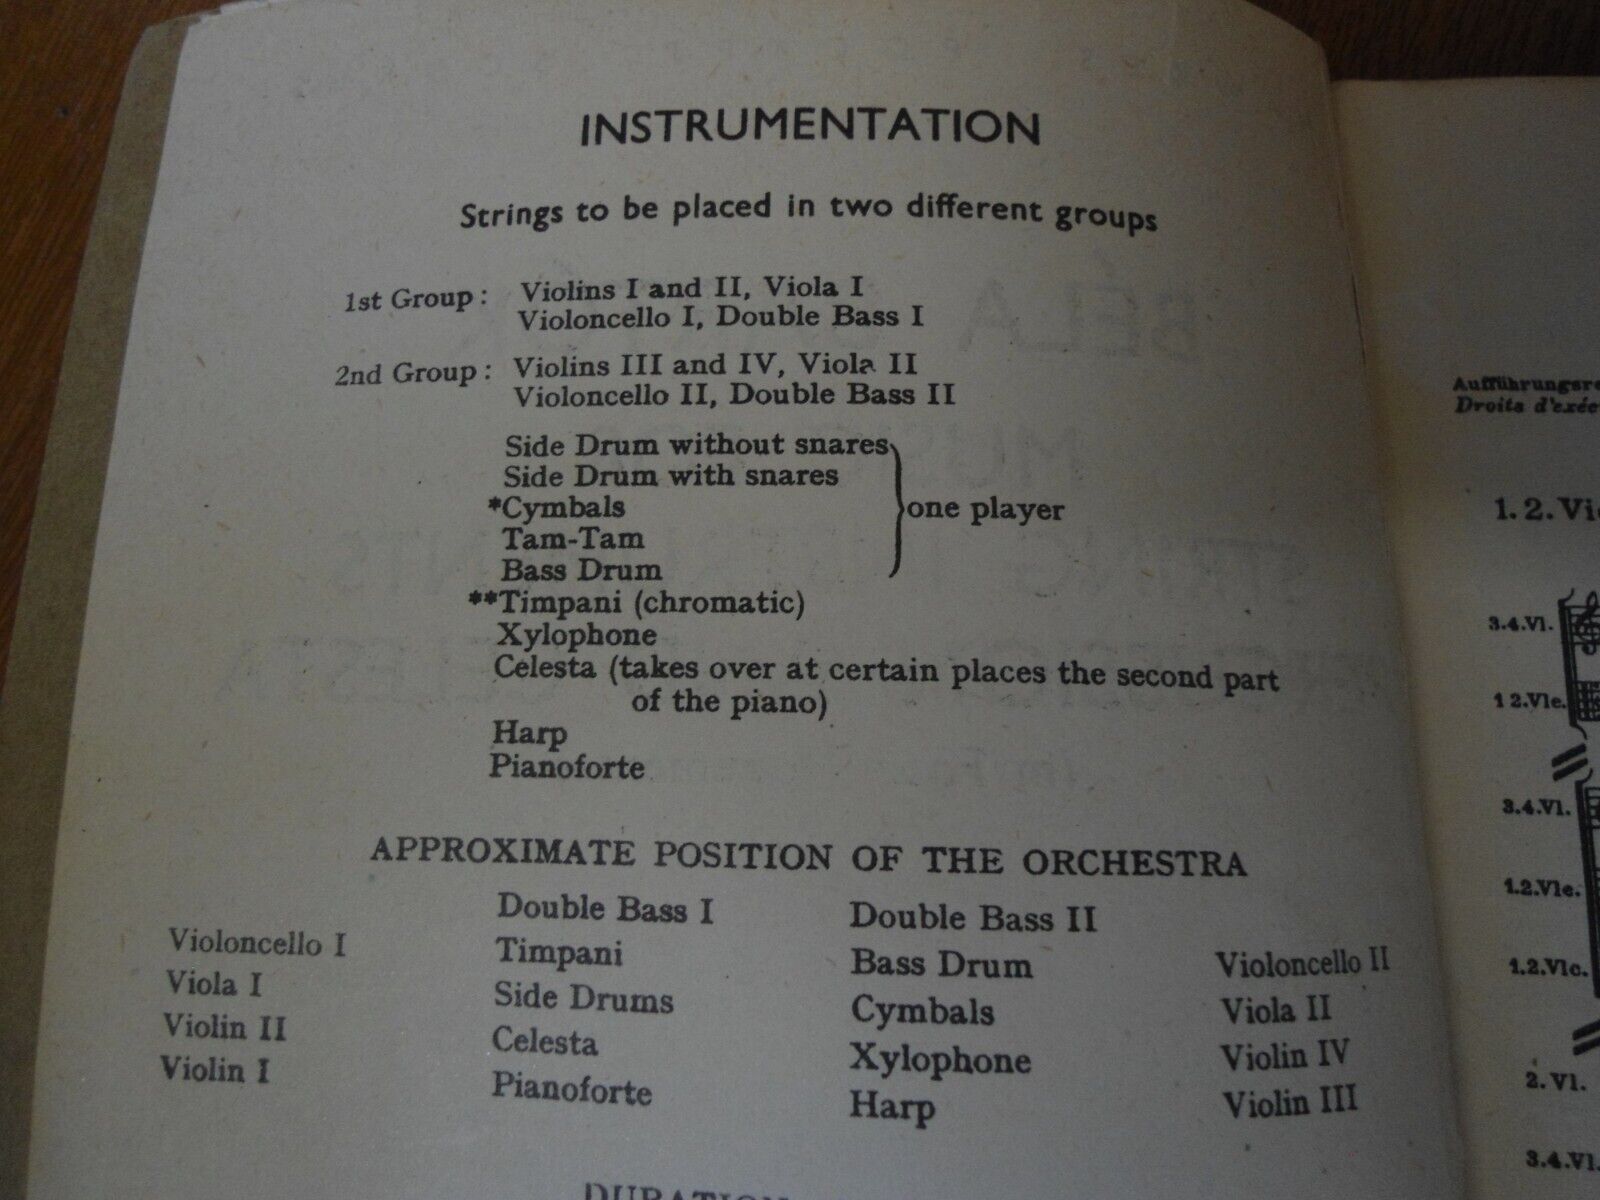 INSTRUMENTATION
Strings to be placed in two different groups
1st Group: Violins I and II, Viola I
Violoncello I, Double Bass I
2nd Group: Violins III and IV, Viola II
Violoncello II, Double Bass II
Side Drum without snares
Side Drum with snares
*Cymbals
one player
Tam-Tam
Bass Drum
**Timpani (chromatic)
Xylophone
Celesta (takes over at certain places the second part
of the piano)
Harp
Pianoforte
APPROXIMATE POSITION OF THE ORCHESTRA
Violoncello I
Viola I
Violin II
Violin I
Double Bass I
Timpani
Side Drums
Celesta
Pianoforte
Double Bass II
Bass Drum
Cymbals
Xylophone
Harp
Violoncello II
Viola II
Violin IV
Violin III
DURATION
Droits
1. 2.
3.4.Vl.
1 2.Vle.
3.4.Vl.
1.2.Vle.
1.2.Vlc.
2. Vl.
3.4.Vl.